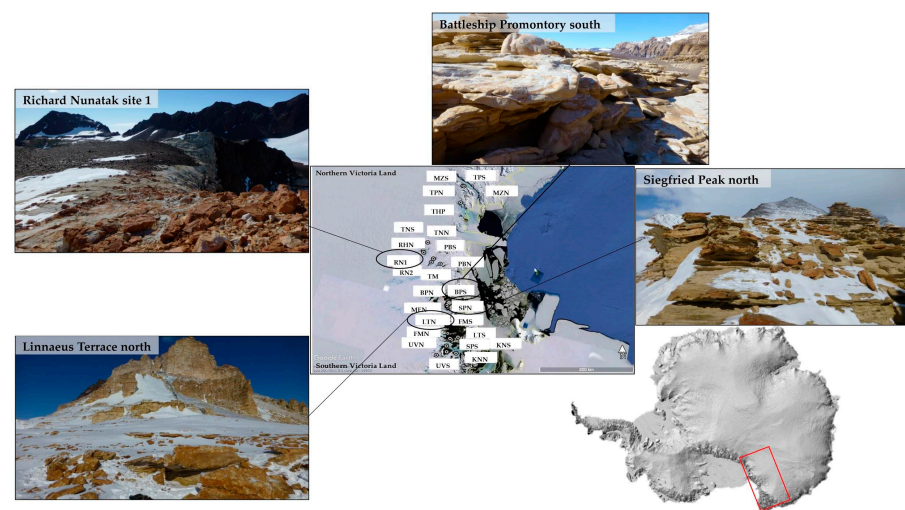 Battleship Promontory south
Richard Nunatak site 1
Northern Victoria Land
MZS
TPS
TPN
MZN
THP
TNS
TNN
RHN
PBS
RN1
PBN
RN2
TM
BPN
BPS
SPN
LTN
FMS
FMN
LTS
UVN
SPS
KNS
KNN
UVS
Southern Victoria Land
Siegfried Peak north
Linnaeus Terrace north